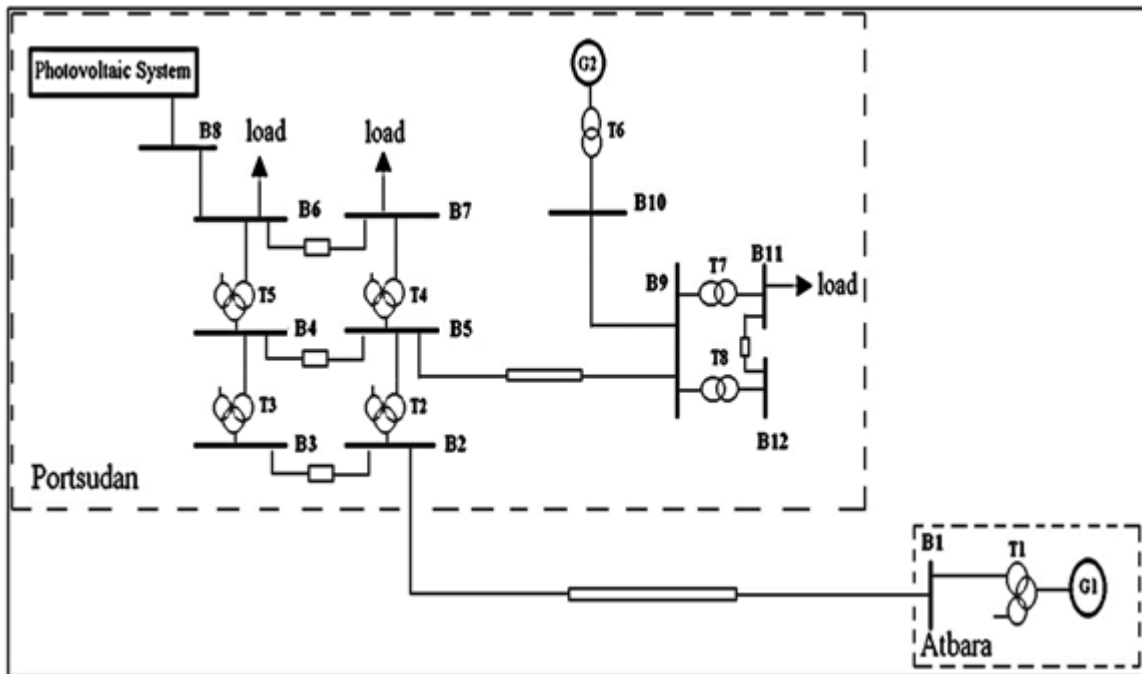 Photovoltaic System
G2
T6
B8
load
load
B6
B7
B10
B11
T7
load
B9
T5
T4
B4
B5
T8
T3
T2
B12
B3
B2
Portsudan
B1
T1
G1
Atbara